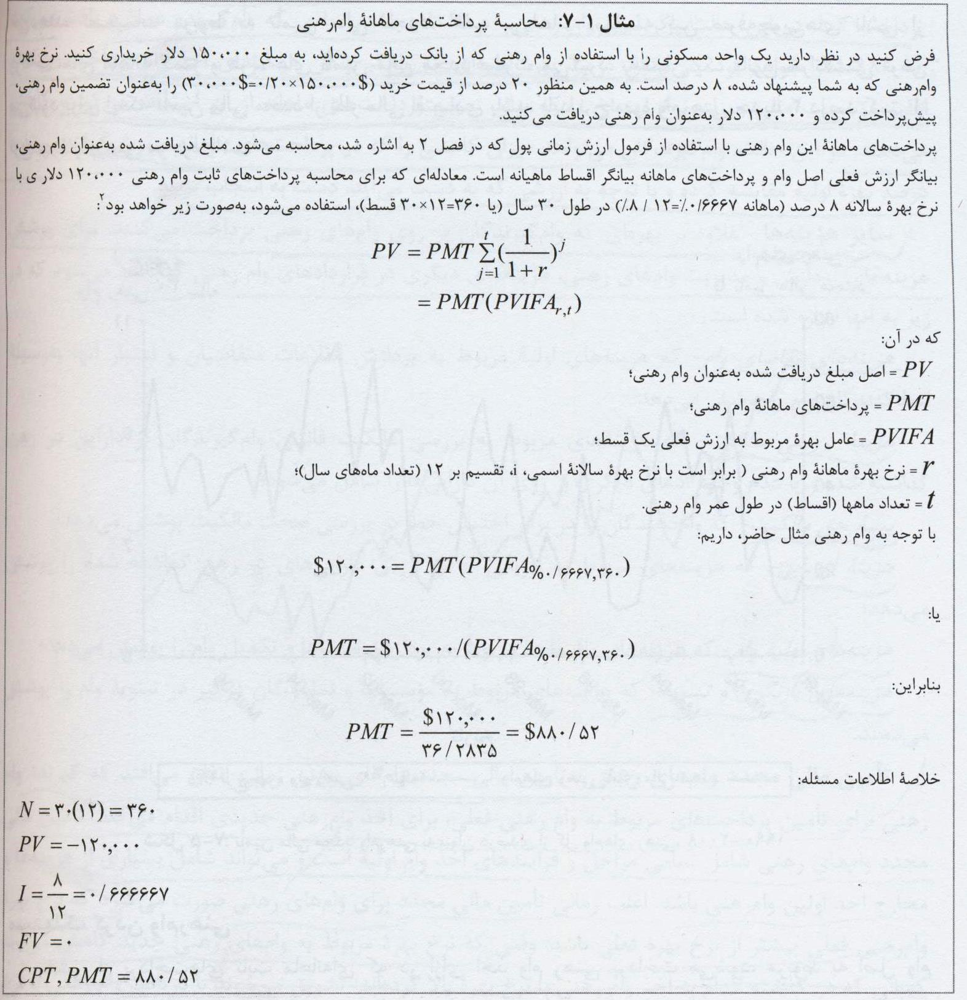 مثال ۱-۷: محاسبهٔ پرداخت‌های ماهانهٔ وام‌رهنی
فرض کنید در نظر دارید یک واحد مسکونی را با استفاده از وام رهنی که از بانک دریافت کرده‌اید، به مبلغ ۱۵۰،۰۰۰ دلار خریداری کنید. نرخ بهرهٔ
وام‌رهنی که به شما پیشنهاد شده، ۸ درصد است. به همین منظور ۲۰ درصد از قیمت خرید ($۳۰،۰۰۰=$۰/۲۰×۱۵۰،۰۰۰) را به‌عنوان تضمین وام رهنی،
پیش‌پرداخت کرده و ۱۲۰،۰۰۰ دلار به‌عنوان وام رهنی دریافت می‌کنید.
پرداخت‌های ماهانهٔ این وام رهنی با استفاده از فرمول ارزش زمانی پول که در فصل ۲ به اشاره شد، محاسبه می‌شود. مبلغ دریافت شده به‌عنوان وام رهنی،
بیانگر ارزش فعلی اصل وام و پرداخت‌های ماهانه بیانگر اقساط ماهیانه است. معادله‌ای که برای محاسبه پرداخت‌های ثابت وام رهنی ۱۲۰،۰۰۰ دلار ی با
نرخ بهرهٔ سالانه ۸ درصد (ماهانه ۰/۶۶۶۷٪=۱۲ / ۸٪) در طول ۳۰ سال (یا ۳۶۰=۱۲×۳۰ قسط)، استفاده می‌شود، به‌صورت زیر خواهد بود۲:
PV = PMT t∑j=1 (1/(1+r))^j
= PMT(PVIFA r,t)
که در آن:
PV = اصل مبلغ دریافت شده به‌عنوان وام رهنی؛
PMT = پرداخت‌های ماهانهٔ وام رهنی؛
PVIFA = عامل بهرهٔ مربوط به ارزش فعلی یک قسط؛
r = نرخ بهرهٔ ماهانهٔ وام رهنی ( برابر است با نرخ بهرهٔ سالانهٔ اسمی، i، تقسیم بر ۱۲ (تعداد ماه‌های سال)؛
t = تعداد ماهها (اقساط) در طول عمر وام رهنی.
با توجه به وام رهنی مثال حاضر، داریم:
$۱۲۰,۰۰۰ = PMT(PVIFA %۰/۶۶۶۷,۳۶۰)
یا:
PMT = $۱۲۰,۰۰۰/(PVIFA %۰/۶۶۶۷,۳۶۰)
بنابراین:
PMT = $۱۲۰,۰۰۰ / ۳۶/۲۸۳۵ = $۸۸۰/۵۲
خلاصهٔ اطلاعات مسئله:
N = ۳۰(۱۲) = ۳۶۰
PV = −۱۲۰,۰۰۰
I = ۸/۱۲ = ۰/۶۶۶۶۶۷
FV = ۰
CPT, PMT = ۸۸۰/۵۲